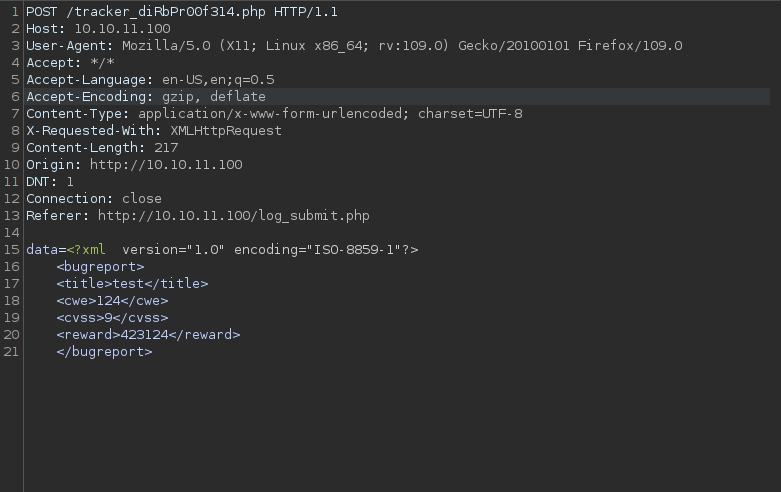 1 POST /tracker_diRbPr00f314.php HTTP/1.1
2 Host: 10.10.11.100
3 User-Agent: Mozilla/5.0 (X11; Linux x86_64; rv:109.0) Gecko/20100101 Firefox/109.0
4 Accept: */*
5 Accept-Language: en-US,en;q=0.5
6 Accept-Encoding: gzip, deflate
7 Content-Type: application/x-www-form-urlencoded; charset=UTF-8
8 X-Requested-With: XMLHttpRequest
9 Content-Length: 217
10 Origin: http://10.10.11.100
11 DNT: 1
12 Connection: close
13 Referer: http://10.10.11.100/log_submit.php
14
15 data=<?xml  version="1.0" encoding="ISO-8859-1"?>
16     <bugreport>
17     <title>test</title>
18     <cwe>124</cwe>
19     <cvss>9</cvss>
20     <reward>423124</reward>
21     </bugreport>